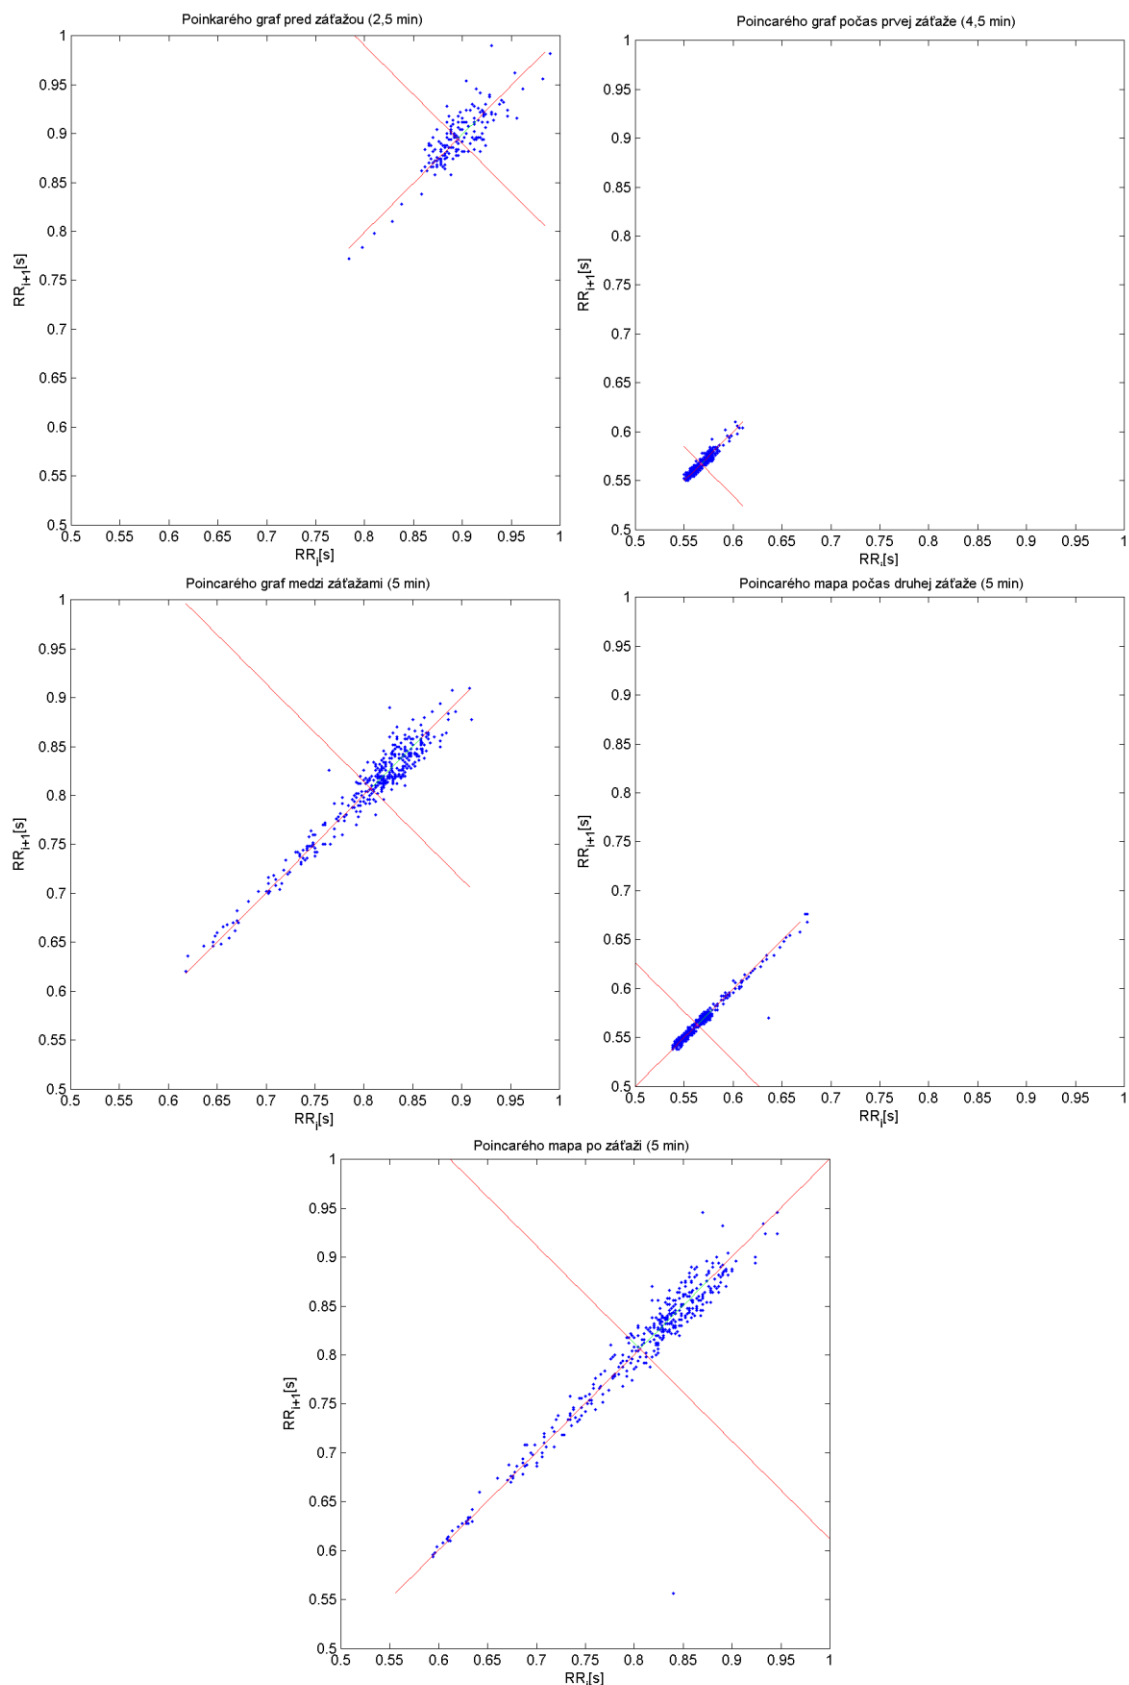 Poinkarého graf pred záťažou (2,5 min)
1
0.95
0.9
0.85
0.8
0.75
0.7
0.65
0.6
0.55
0.5
RRi+1[s]
0.5 0.55 0.6 0.65 0.7 0.75 0.8 0.85 0.9 0.95 1
RRi[s]
Poincarého graf počas prvej záťaže (4,5 min)
1
0.95
0.9
0.85
0.8
0.75
0.7
0.65
0.6
0.55
0.5
RRi+1[s]
0.5 0.55 0.6 0.65 0.7 0.75 0.8 0.85 0.9 0.95 1
RRi[s]
Poincarého graf medzi záťažami (5 min)
1
0.95
0.9
0.85
0.8
0.75
0.7
0.65
0.6
0.55
0.5
RRi+1[s]
0.5 0.55 0.6 0.65 0.7 0.75 0.8 0.85 0.9 0.95 1
RRi[s]
Poincarého mapa počas druhej záťaže (5 min)
1
0.95
0.9
0.85
0.8
0.75
0.7
0.65
0.6
0.55
0.5
RRi+1[s]
0.5 0.55 0.6 0.65 0.7 0.75 0.8 0.85 0.9 0.95 1
RRi[s]
Poincarého mapa po záťaži (5 min)
1
0.95
0.9
0.85
0.8
0.75
0.7
0.65
0.6
0.55
0.5
RRi+1[s]
0.5 0.55 0.6 0.65 0.7 0.75 0.8 0.85 0.9 0.95 1
RRi[s]